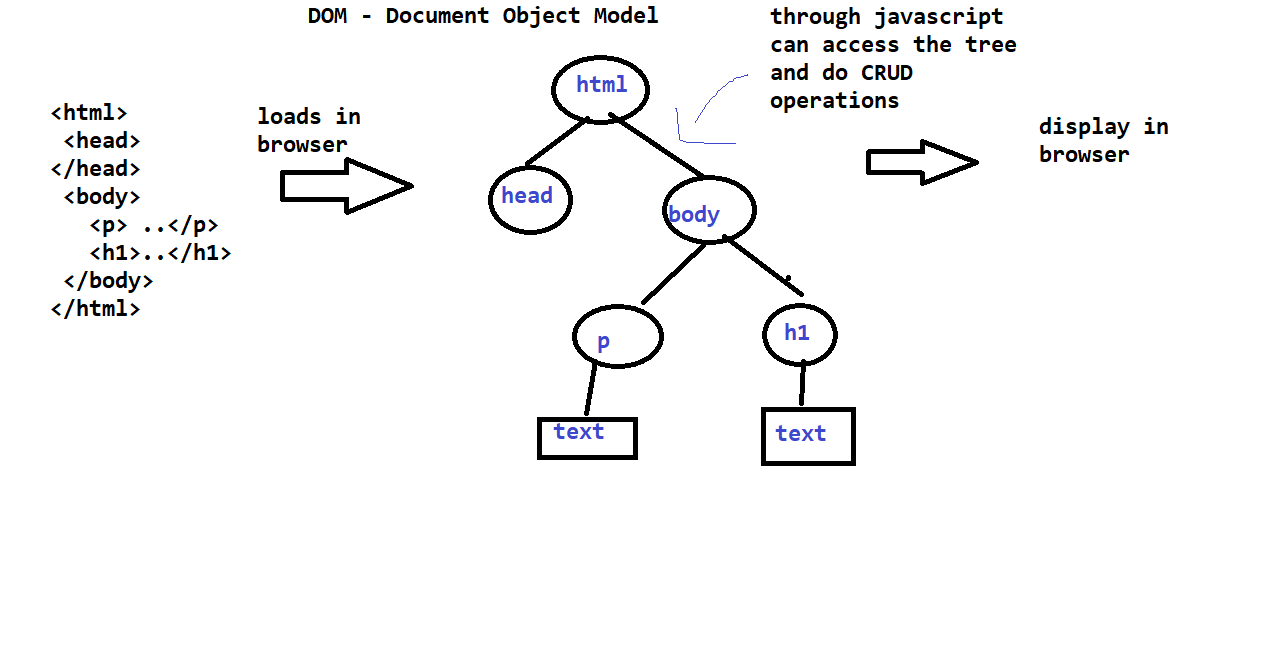 DOM - Document Object Model
through javascript
can access the tree
and do CRUD
operations
<html>
<head>
</head>
<body>
<p> ..</p>
<h1>..</h1>
</body>
</html>
loads in
browser
html
head
body
p
h1
text
text
display in
browser